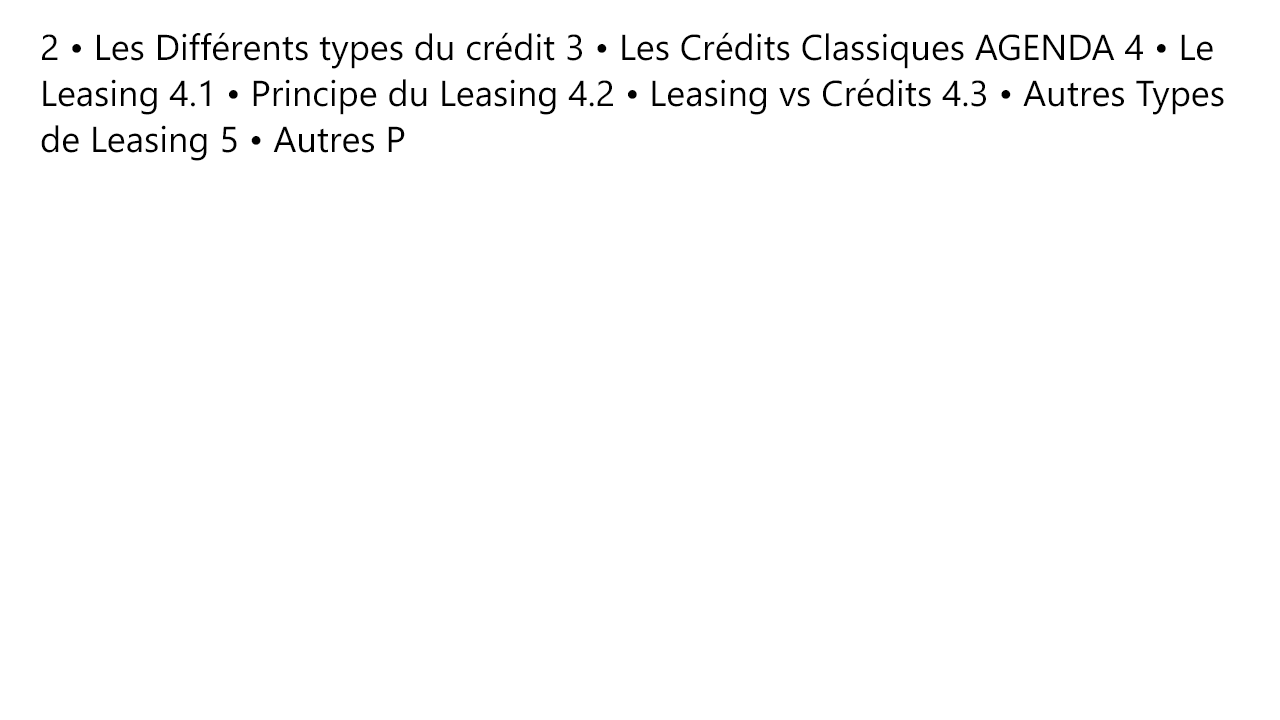 2 • Les Différents types du crédit 3 • Les Crédits Classiques AGENDA 4 • Le
Leasing 4.1 • Principe du Leasing 4.2 • Leasing vs Crédits 4.3 • Autres Types
de Leasing 5 • Autres P